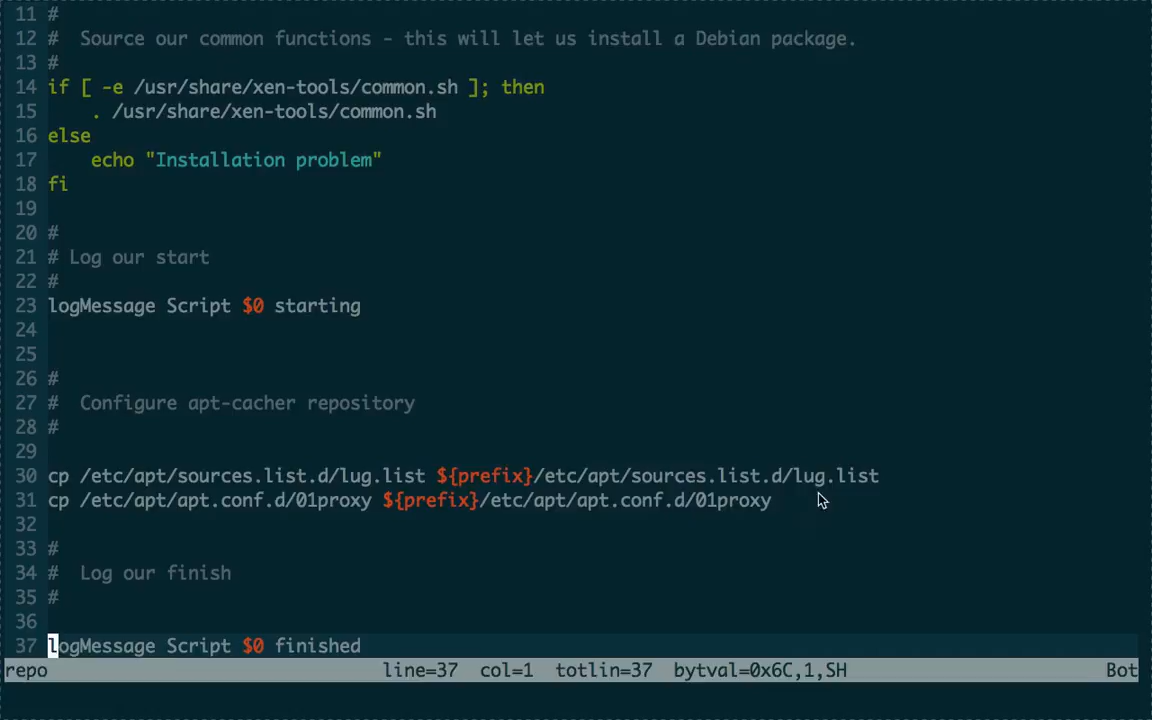 11 #
12 #  Source our common functions - this will let us install a Debian package.
13 #
14 if [ -e /usr/share/xen-tools/common.sh ]; then
15     . /usr/share/xen-tools/common.sh
16 else
17     echo "Installation problem"
18 fi
19
20 #
21 # Log our start
22 #
23 logMessage Script $0 starting
24
25
26 #
27 #  Configure apt-cacher repository
28 #
29
30 cp /etc/apt/sources.list.d/lug.list ${prefix}/etc/apt/sources.list.d/lug.list
31 cp /etc/apt/apt.conf.d/01proxy ${prefix}/etc/apt/apt.conf.d/01proxy
32
33 #
34 #  Log our finish
35 #
36
37 logMessage Script $0 finished
repo line=37 col=1 totlin=37 bytval=0x6C,1,SH Bot